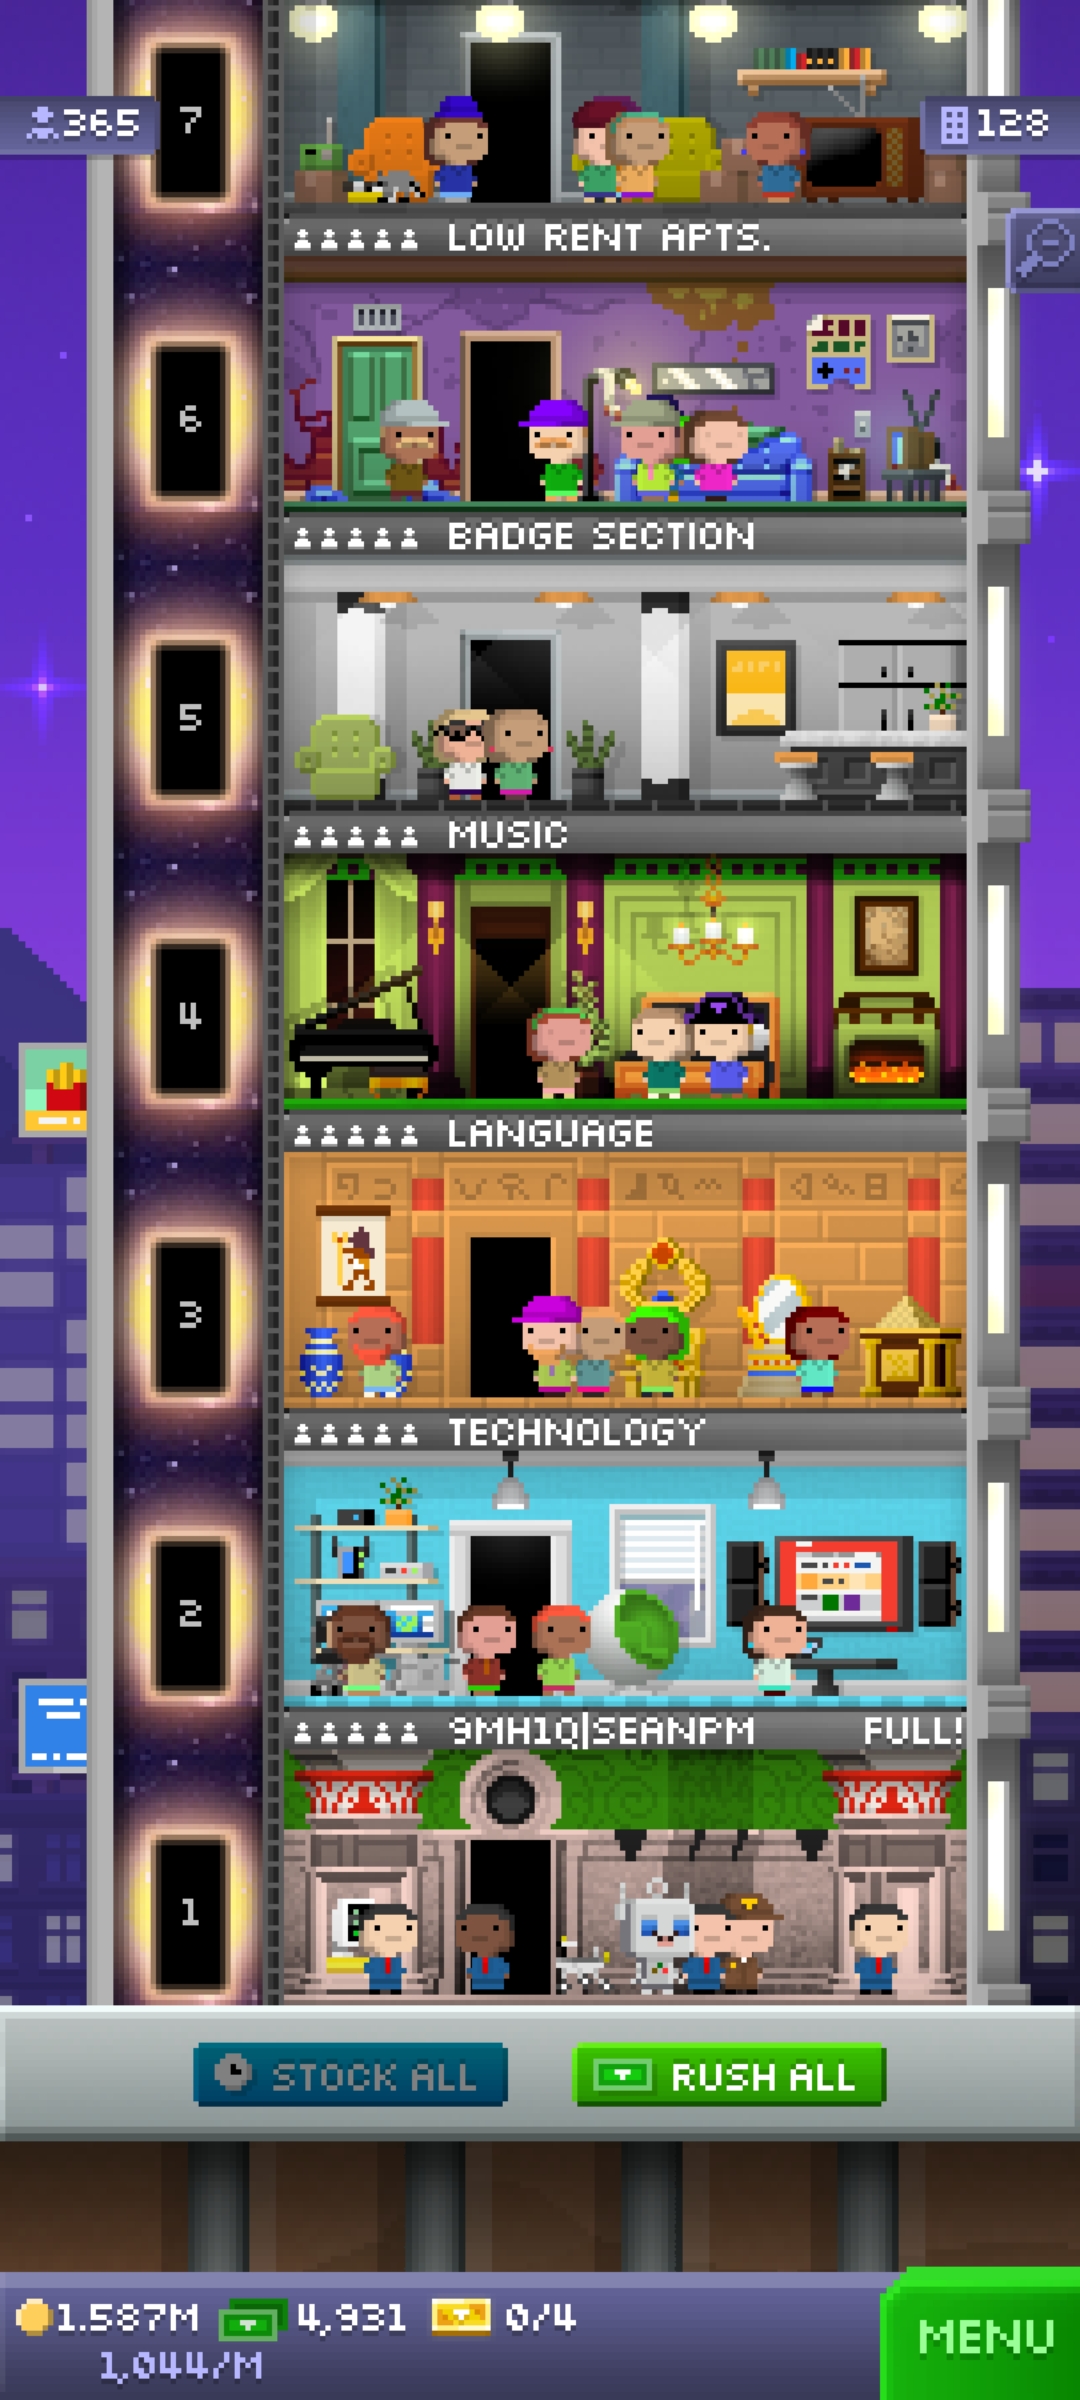 7
365
128
LOW RENT APTS.
6
BADGE SECTION
5
MUSIC
4
LANGUAGE
3
TECHNOLOGY
2
9MH1Q|SEANPM FULL!
1
STOCK ALL
RUSH ALL
1.587M 4,931 0/4
1,044/M
MENU